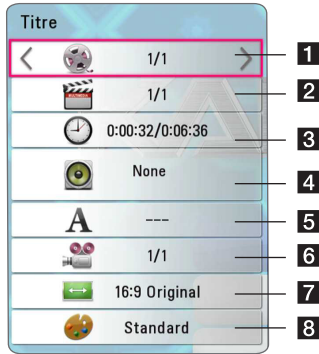 Titre
1/1 1
1/1 2
0:00:32/0:06:36 3
None 4
A --- 5
1/1 6
16:9 Original 7
Standard 8